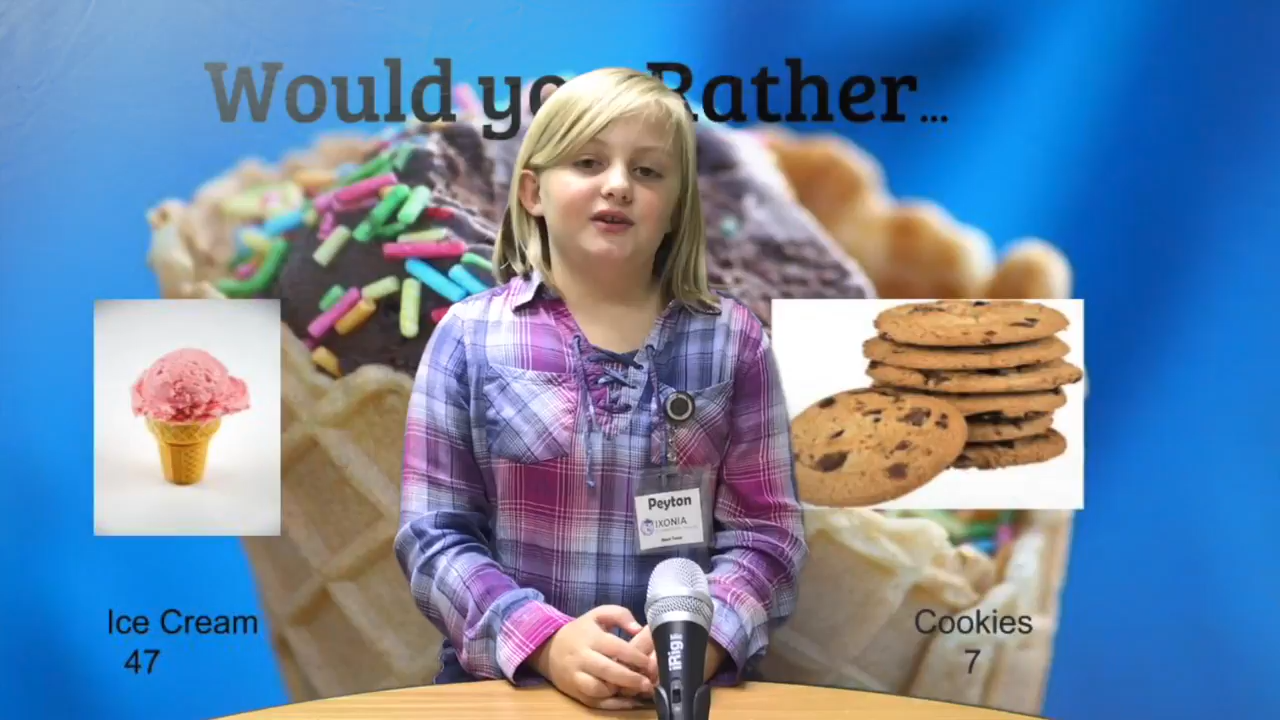 Would yo Rather...
Peyton
IXONIA
Ice Cream
Cookies
47
7
iRig